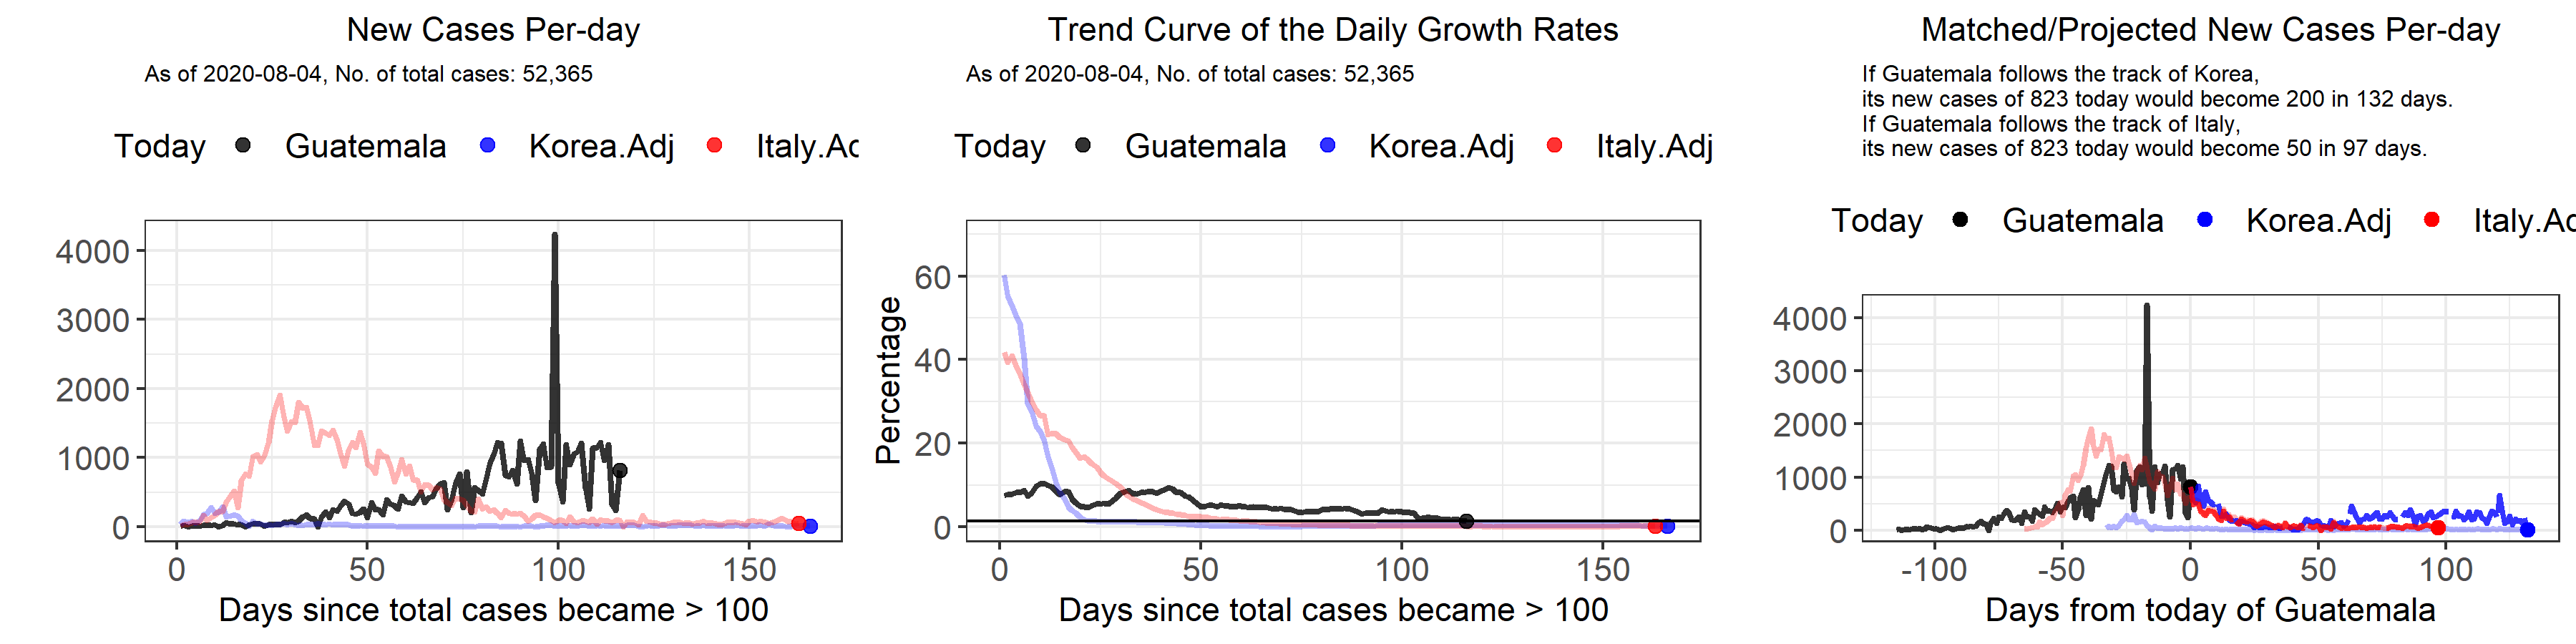 New Cases Per-day
As of 2020-08-04, No. of total cases: 52,365
Today Guatemala Korea.Adj Italy.Ac
4000
3000
2000
1000
0
0 50 100 150
Days since total cases became > 100
Trend Curve of the Daily Growth Rates
As of 2020-08-04, No. of total cases: 52,365
Today Guatemala Korea.Adj Italy.Adj
Percentage
60
40
20
0
0 50 100 150
Days since total cases became > 100
Matched/Projected New Cases Per-day
If Guatemala follows the track of Korea,
its new cases of 823 today would become 200 in 132 days.
If Guatemala follows the track of Italy,
its new cases of 823 today would become 50 in 97 days.
Today Guatemala Korea.Adj Italy.Ac
4000
3000
2000
1000
0
-100 -50 0 50 100
Days from today of Guatemala